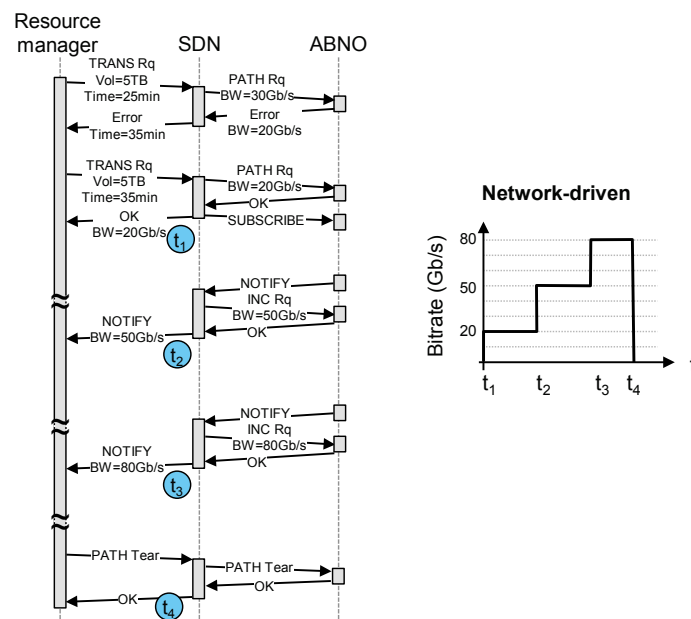 Resource
manager
SDN
ABNO
TRANS Rq
Vol=5TB
Time=25min
PATH Rq
BW=30Gb/s
Error
Time=35min
Error
BW=20Gb/s
TRANS Rq
Vol=5TB
Time=35min
PATH Rq
BW=20Gb/s
OK
OK
BW=20Gb/s
SUBSCRIBE
t1
NOTIFY
INC Rq
BW=50Gb/s
OK
NOTIFY
BW=50Gb/s
t2
NOTIFY
INC Rq
BW=80Gb/s
OK
NOTIFY
BW=80Gb/s
t3
PATH Tear
PATH Tear
OK
OK
t4
Network-driven
Bitrate (Gb/s)
80
50
20
t1 t2 t3 t4